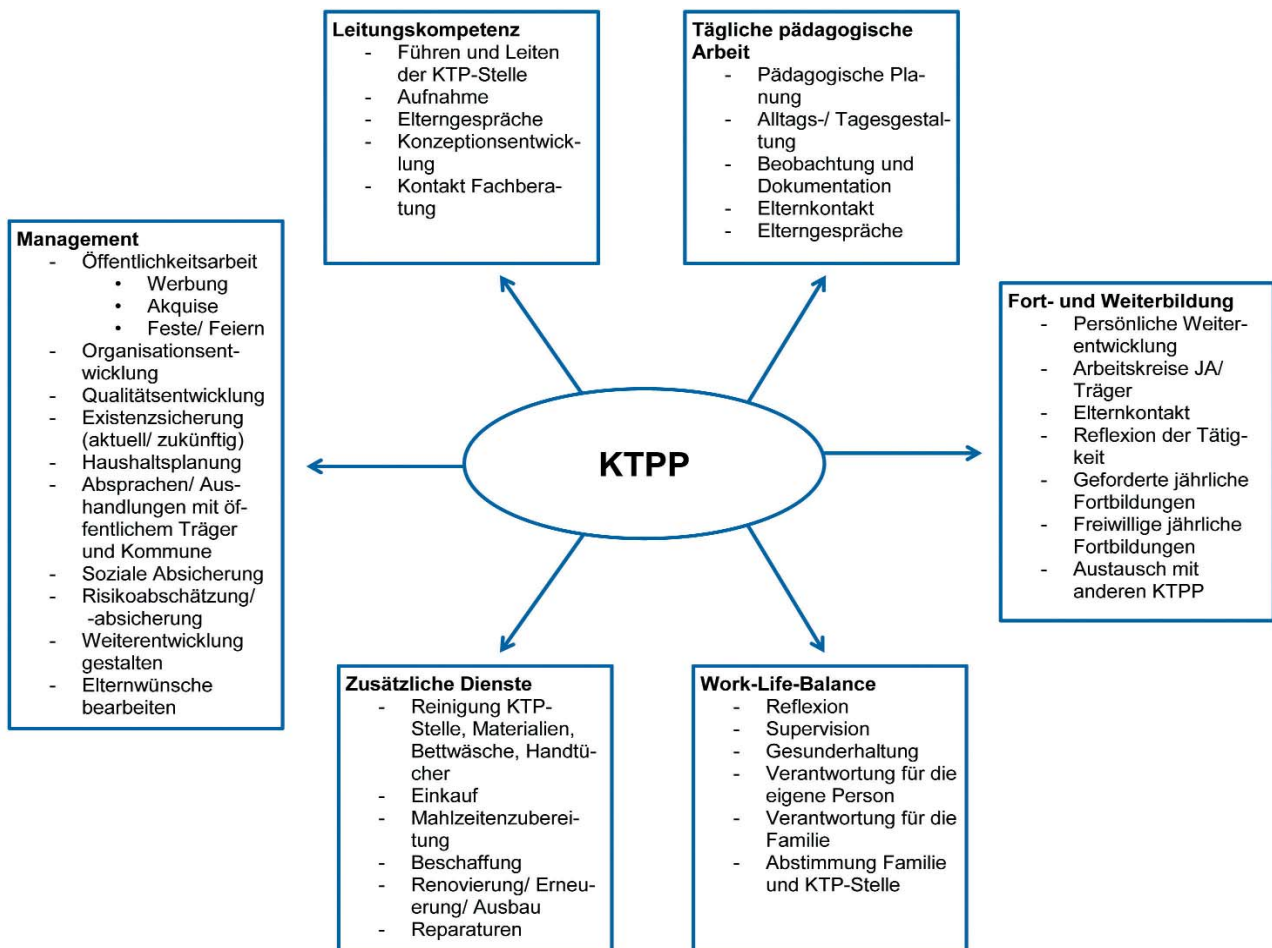 Leitungskompetenz
- Führen und Leiten
der KTP-Stelle
- Aufnahme
- Elterngespräche
- Konzeptionsentwick-
lung
- Kontakt Fachbera-
tung
Tägliche pädagogische
Arbeit
- Pädagogische Pla-
nung
- Alltags-/ Tagesgestal-
tung
- Beobachtung und
Dokumentation
- Elternkontakt
- Elterngespräche
Management
- Öffentlichkeitsarbeit
• Werbung
• Akquise
• Feste/ Feiern
- Organisationsent-
wicklung
- Qualitätsentwicklung
- Existenzsicherung
(aktuell/ zukünftig)
- Haushaltsplanung
- Absprachen/ Aus-
handlungen mit öf-
fentlichem Träger
und Kommune
- Soziale Absicherung
- Risikoabschätzung/
-absicherung
- Weiterentwicklung
gestalten
- Elternwünsche
bearbeiten
KTPP
Fort- und Weiterbildung
- Persönliche Weiter-
entwicklung
- Arbeitskreise JA/
Träger
- Elternkontakt
- Reflexion der Tätig-
keit
- Geforderte jährliche
Fortbildungen
- Freiwillige jährliche
Fortbildungen
- Austausch mit
anderen KTPP
Zusätzliche Dienste
- Reinigung KTP-
Stelle, Materialien,
Bettwäsche, Handtü-
cher
- Einkauf
- Mahlzeitenzuberei-
tung
- Beschaffung
- Renovierung/ Erneu-
erung/ Ausbau
- Reparaturen
Work-Life-Balance
- Reflexion
- Supervision
- Gesunderhaltung
- Verantwortung für die
eigene Person
- Verantwortung für die
Familie
- Abstimmung Familie
und KTP-Stelle